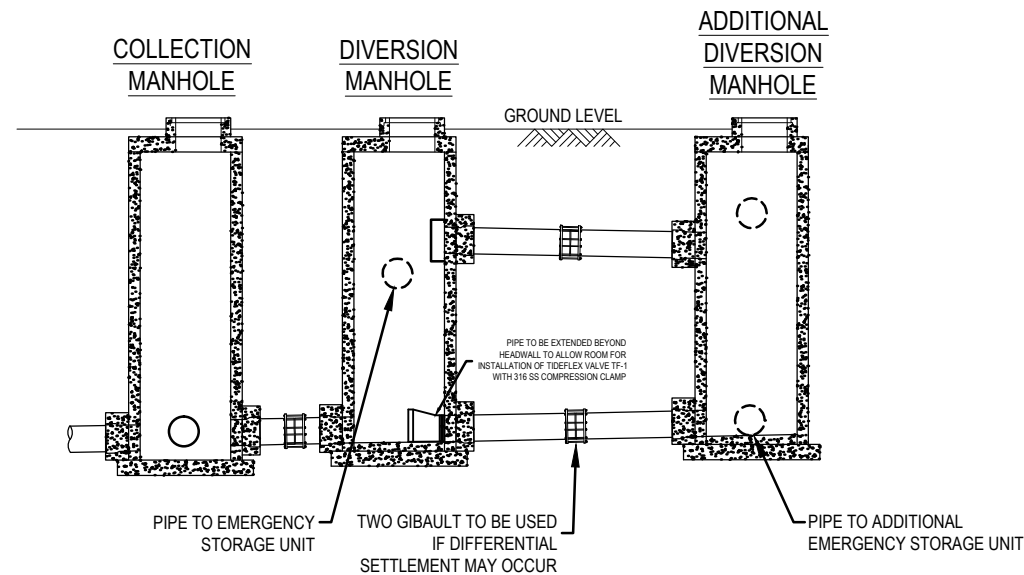 COLLECTION
MANHOLE
DIVERSION
MANHOLE
ADDITIONAL
DIVERSION
MANHOLE
GROUND LEVEL
PIPE TO BE EXTENDED BEYOND
HEADWALL TO ALLOW ROOM FOR
INSTALLATION OF TIDEFLEX VALVE TF-1
WITH 316 SS COMPRESSION CLAMP
PIPE TO EMERGENCY
STORAGE UNIT
TWO GIBAULT TO BE USED
IF DIFFERENTIAL
SETTLEMENT MAY OCCUR
PIPE TO ADDITIONAL
EMERGENCY STORAGE UNIT